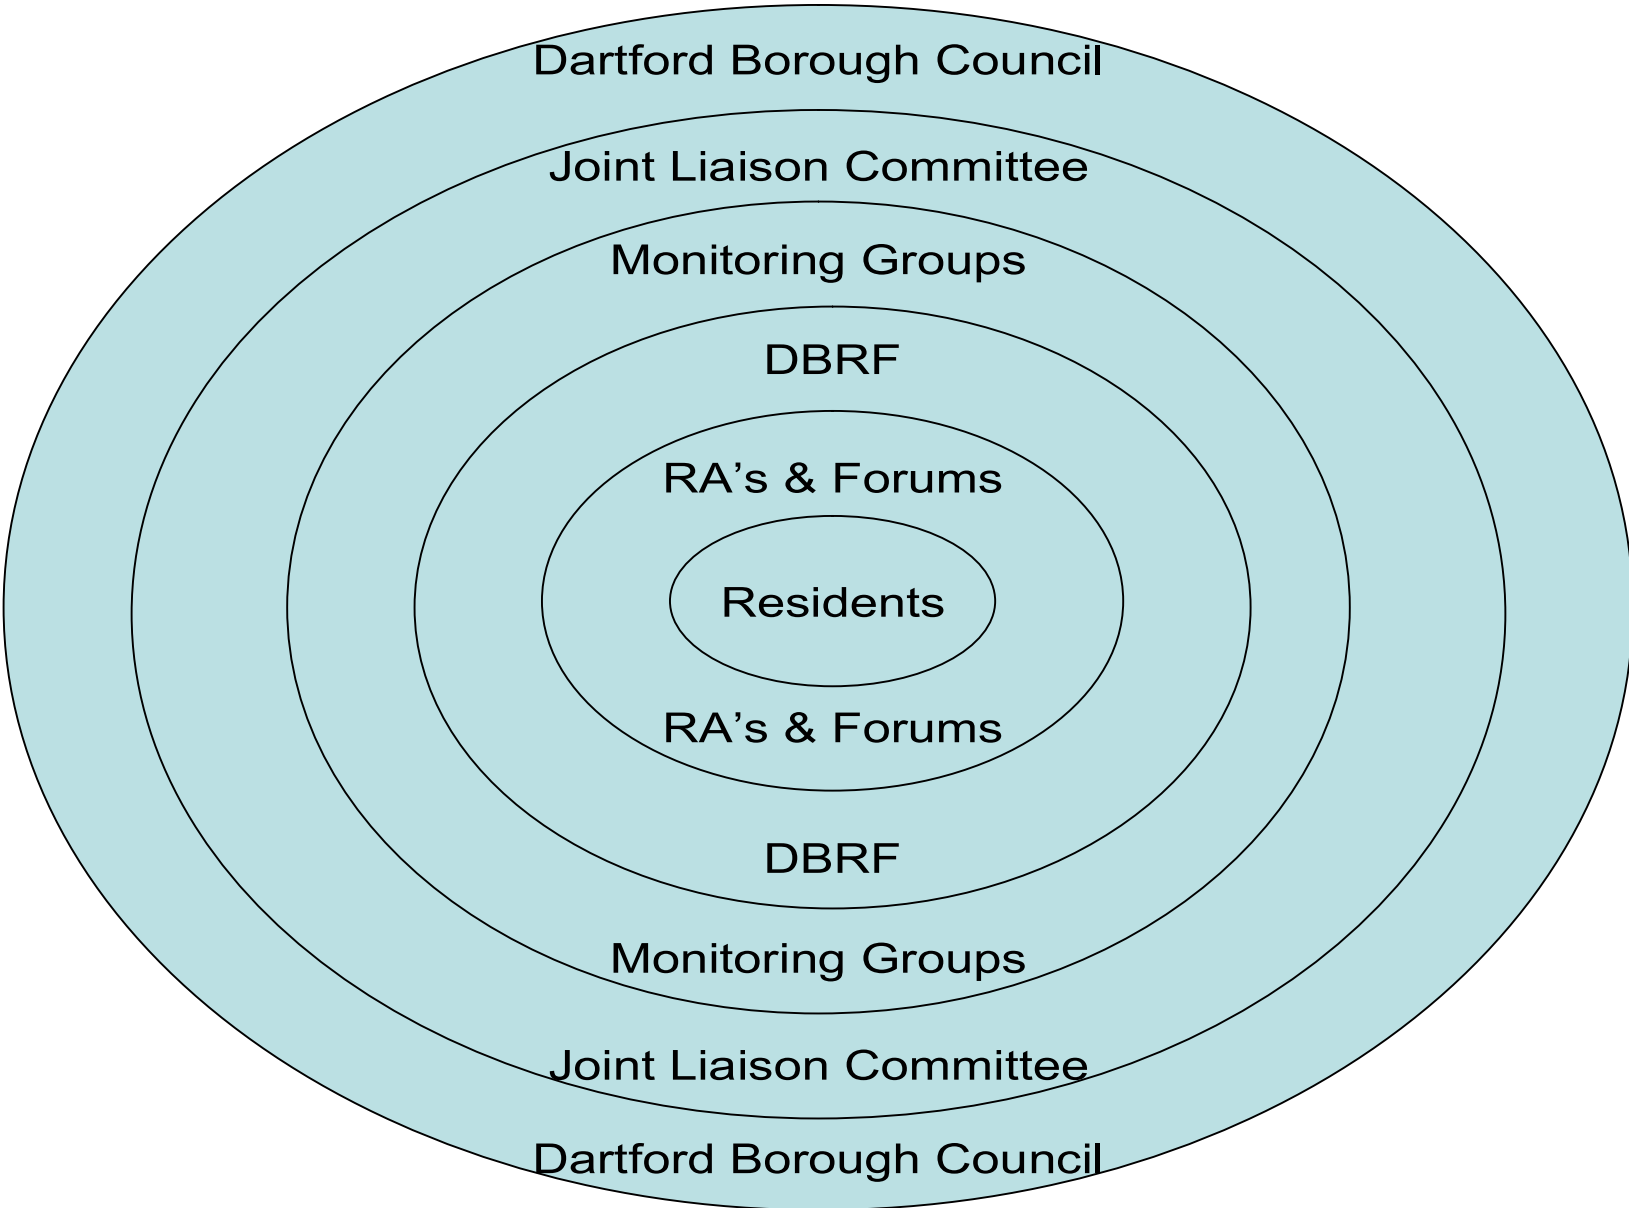 Dartford Borough Council
Joint Liaison Committee
Monitoring Groups
DBRF
RA’s & Forums
Residents
RA’s & Forums
DBRF
Monitoring Groups
Joint Liaison Committee
Dartford Borough Council